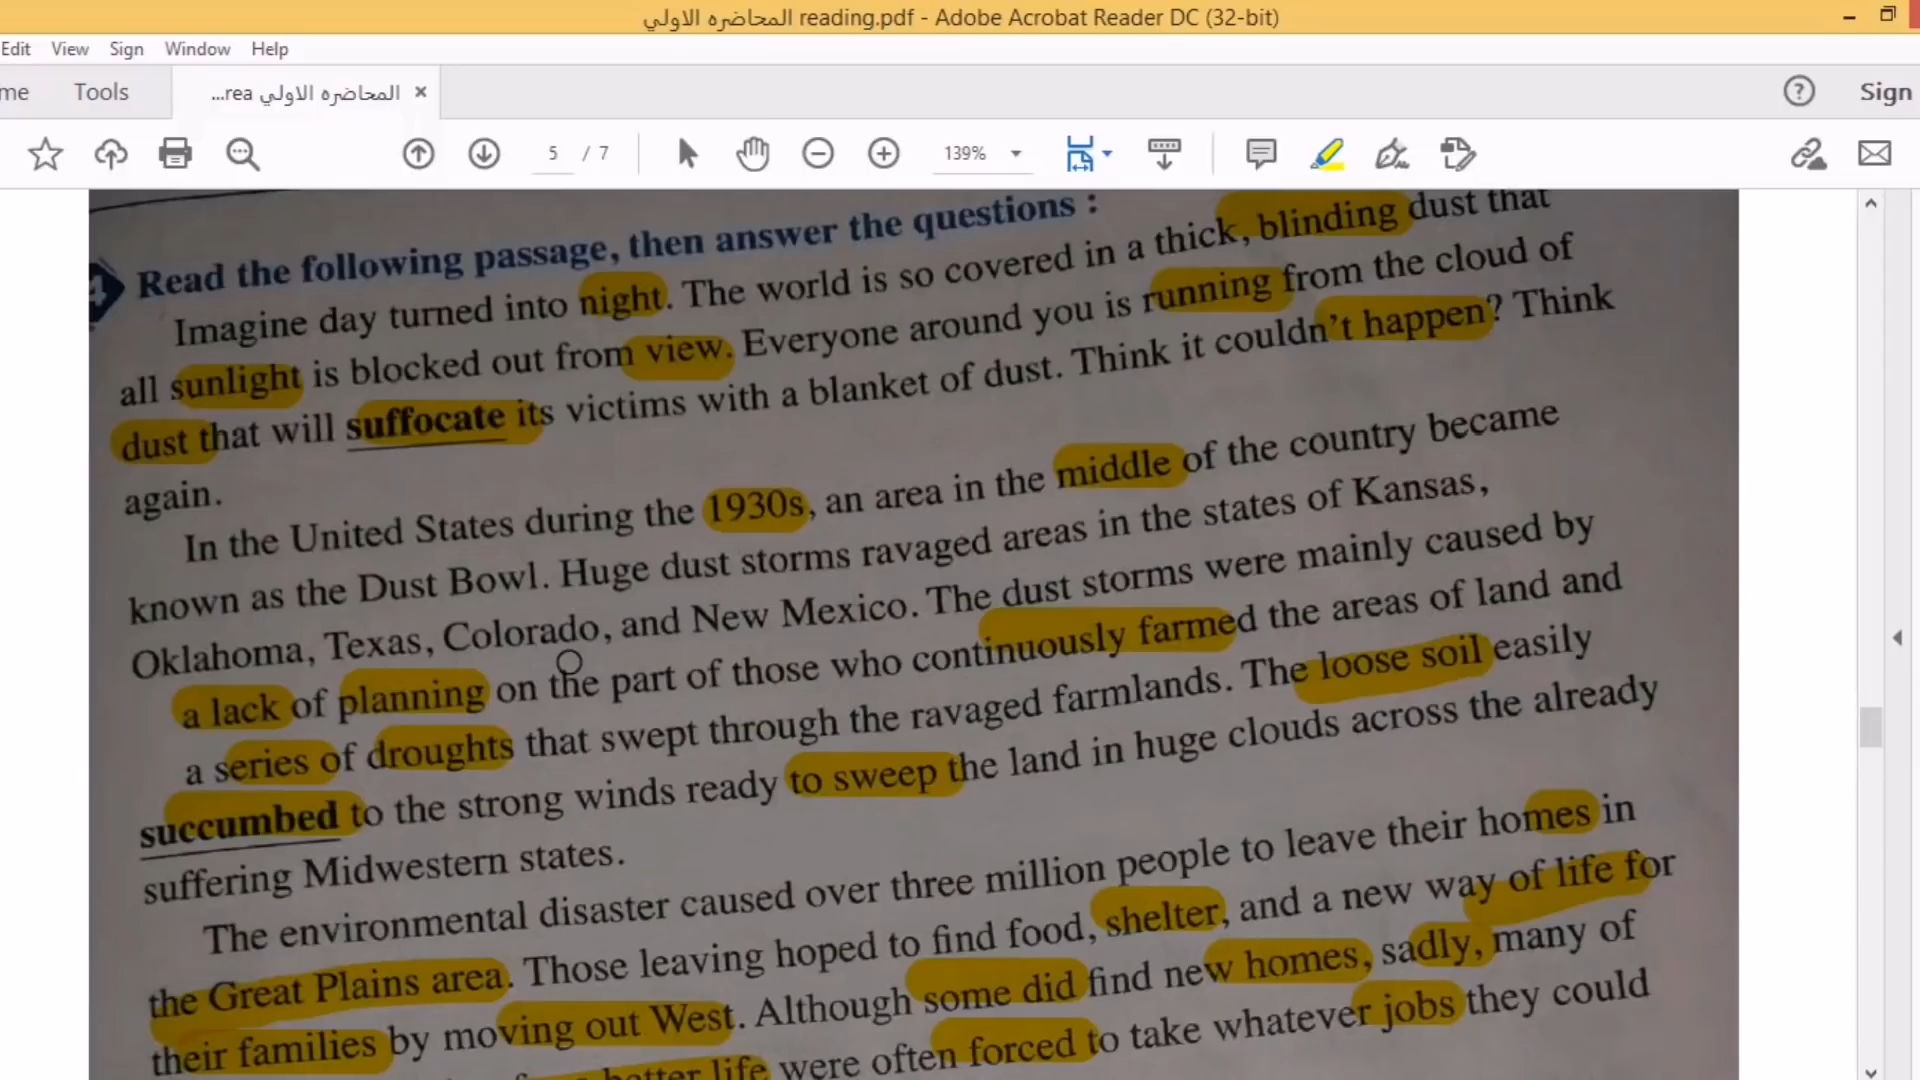 المحاضره الاولي reading.pdf - Adobe Acrobat Reader DC (32-bit)
Edit View Sign Window Help
me Tools المحاضره الاولي rea... × Sign
5 / 7 139%
Read the following passage, then answer the questions :
Imagine day turned into night. The world is so covered in a thick, blinding dust that
all sunlight is blocked out from view. Everyone around you is running from the cloud of
dust that will suffocate its victims with a blanket of dust. Think it couldn't happen? Think
again.
In the United States during the 1930s, an area in the middle of the country became
known as the Dust Bowl. Huge dust storms ravaged areas in the states of Kansas,
Oklahoma, Texas, Colorado, and New Mexico. The dust storms were mainly caused by
a lack of planning on the part of those who continuously farmed the areas of land and
a series of droughts that swept through the ravaged farmlands. The loose soil easily
succumbed to the strong winds ready to sweep the land in huge clouds across the already
suffering Midwestern states.
The environmental disaster caused over three million people to leave their homes in
the Great Plains area. Those leaving hoped to find food, shelter, and a new way of life for
their families by moving out West. Although some did find new homes, sadly, many of
better life were often forced to take whatever jobs they could